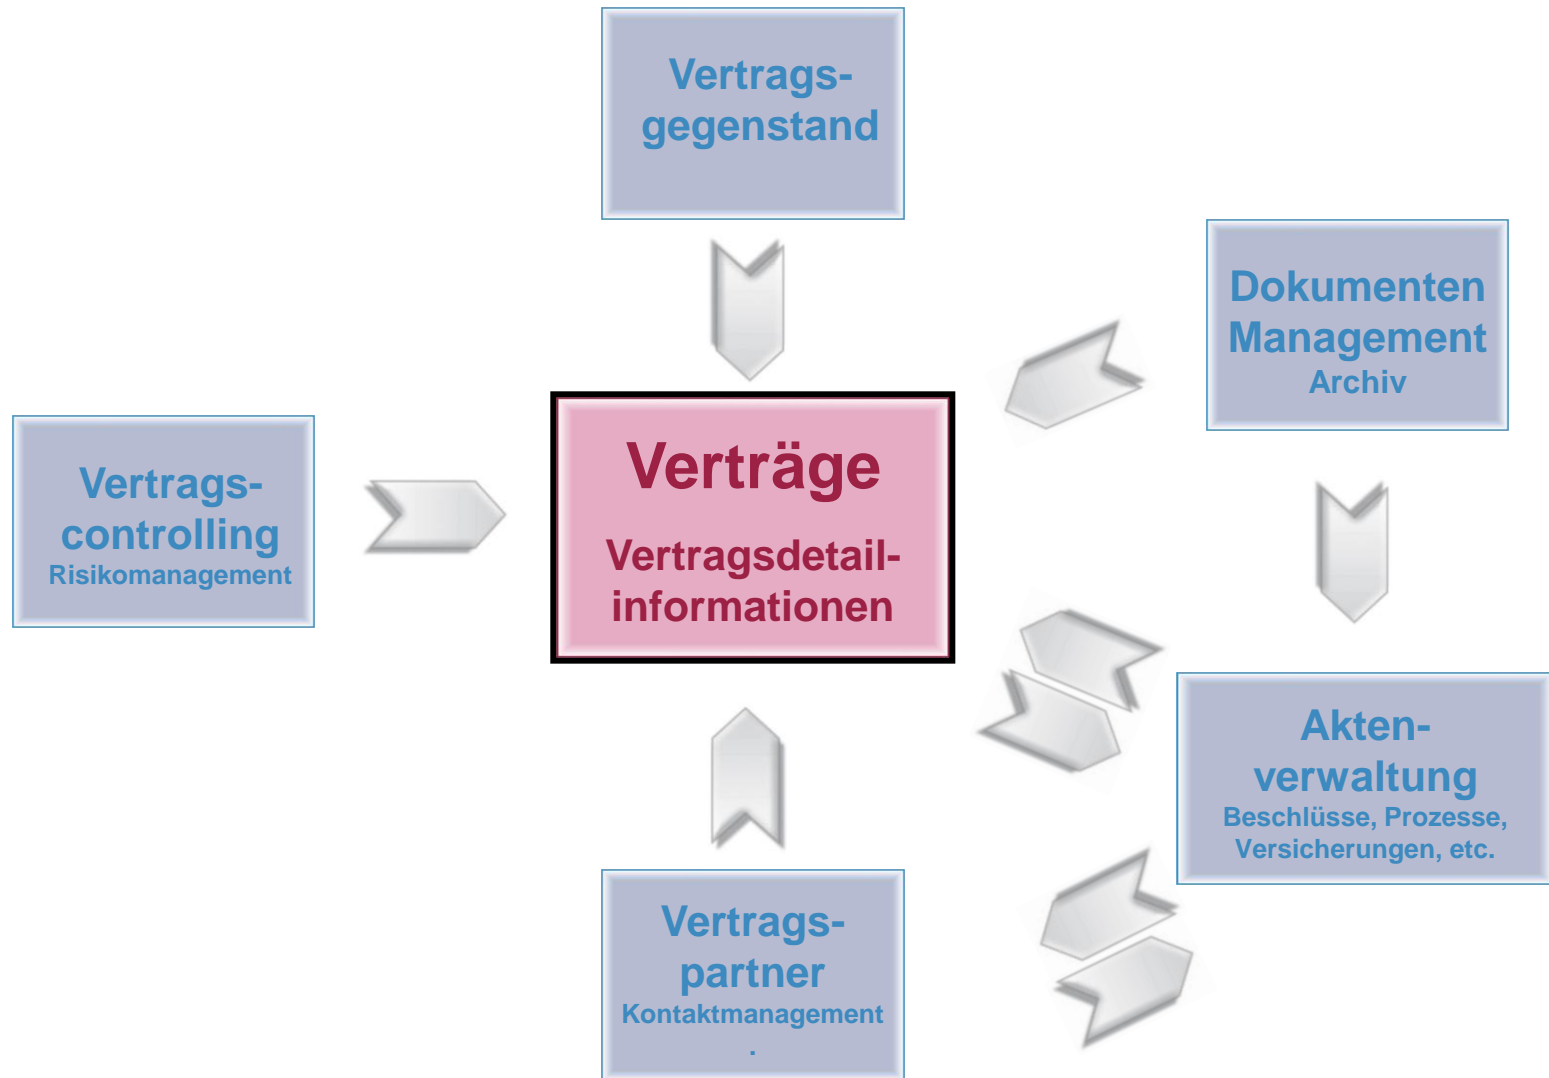 Vertrags-
gegenstand
Dokumenten
Management
Archiv
Vertrags-
controlling
Risikomanagement
Verträge
Vertragsdetail-
informationen
Akten-
verwaltung
Beschlüsse, Prozesse,
Versicherungen, etc.
Vertrags-
partner
Kontaktmanagement
.